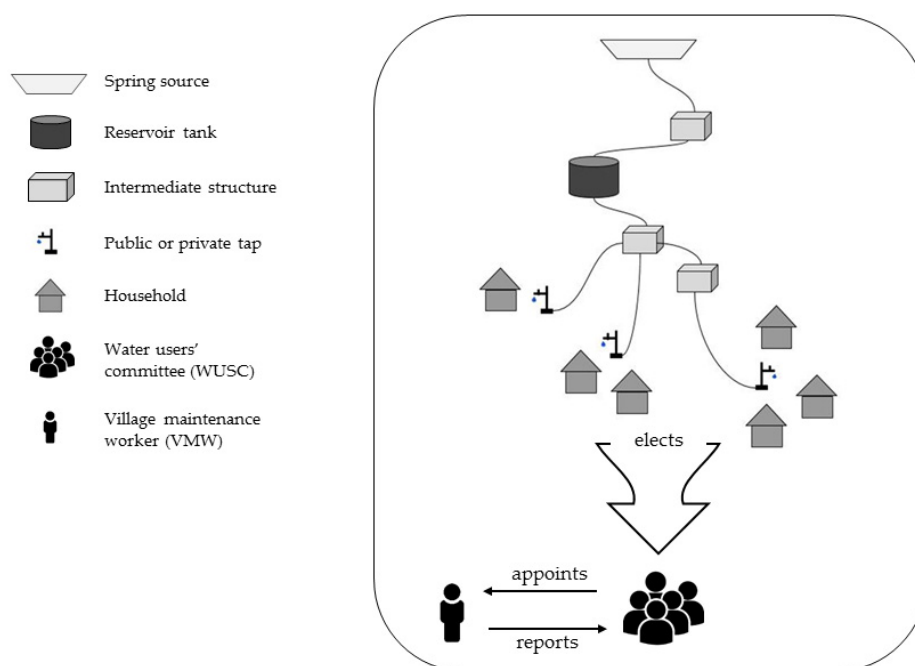 Spring source
Reservoir tank
Intermediate structure
Public or private tap
Household
Water users'
committee (WUSC)
Village maintenance
worker (VMW)
elects
appoints
reports